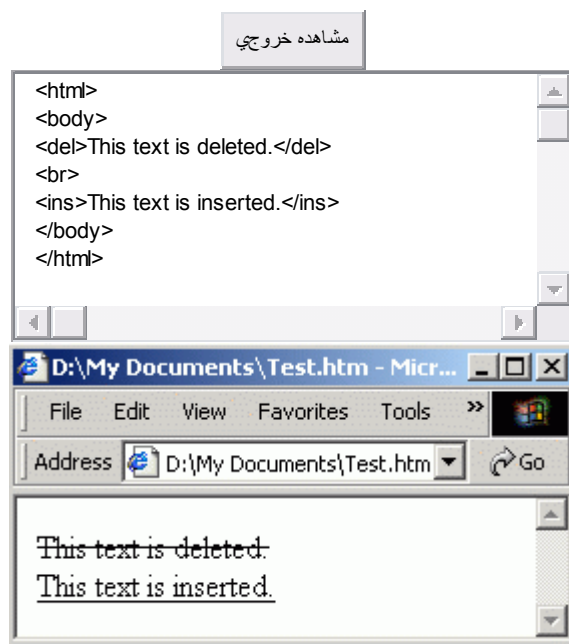 مشاهده خروجي
<html>
<body>
<del>This text is deleted.</del>
<br>
<ins>This text is inserted.</ins>
</body>
</html>
D:\My Documents\Test.htm - Micr...
File Edit View Favorites Tools »
Address D:\My Documents\Test.htm Go
This text is deleted.
This text is inserted.